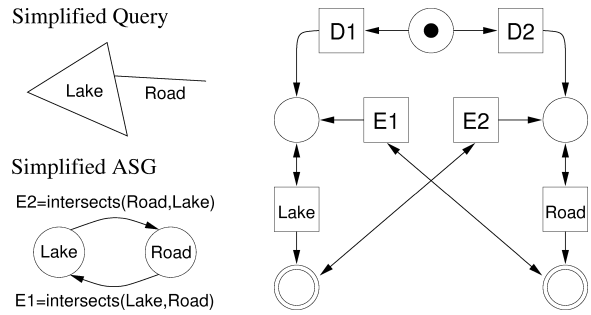 Simplified Query
Lake
Road
Simplified ASG
E2=intersects(Road,Lake)
Lake
Road
E1=intersects(Lake,Road)
D1
D2
E1
E2
Lake
Road